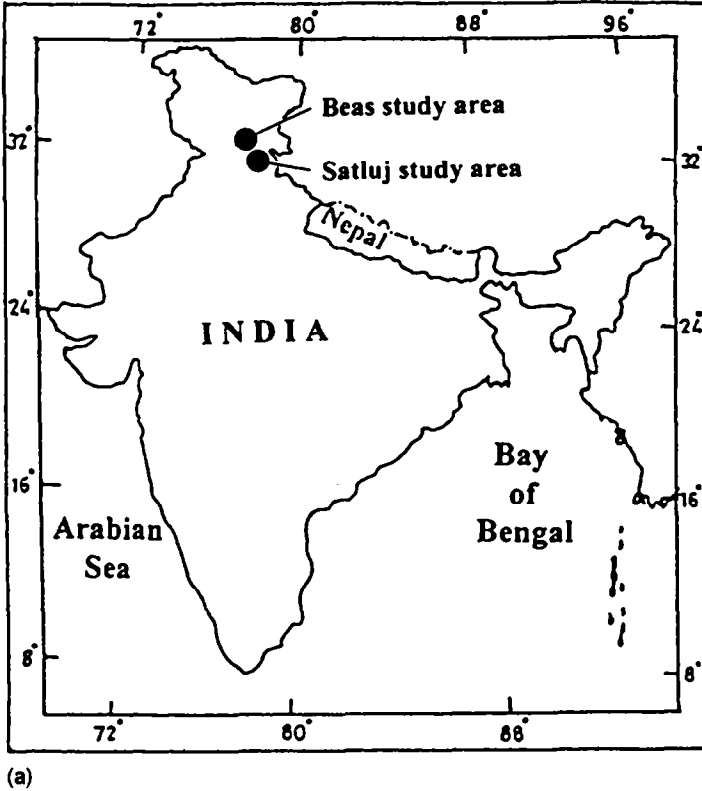 72° 80° 88° 96°
Beas study area
32° 32°
Satluj study area
Nepal
24° 24°
INDIA
Bay
of
Bengal
16° 16°
Arabian
Sea
8° 8°
72° 80° 88°
(a)